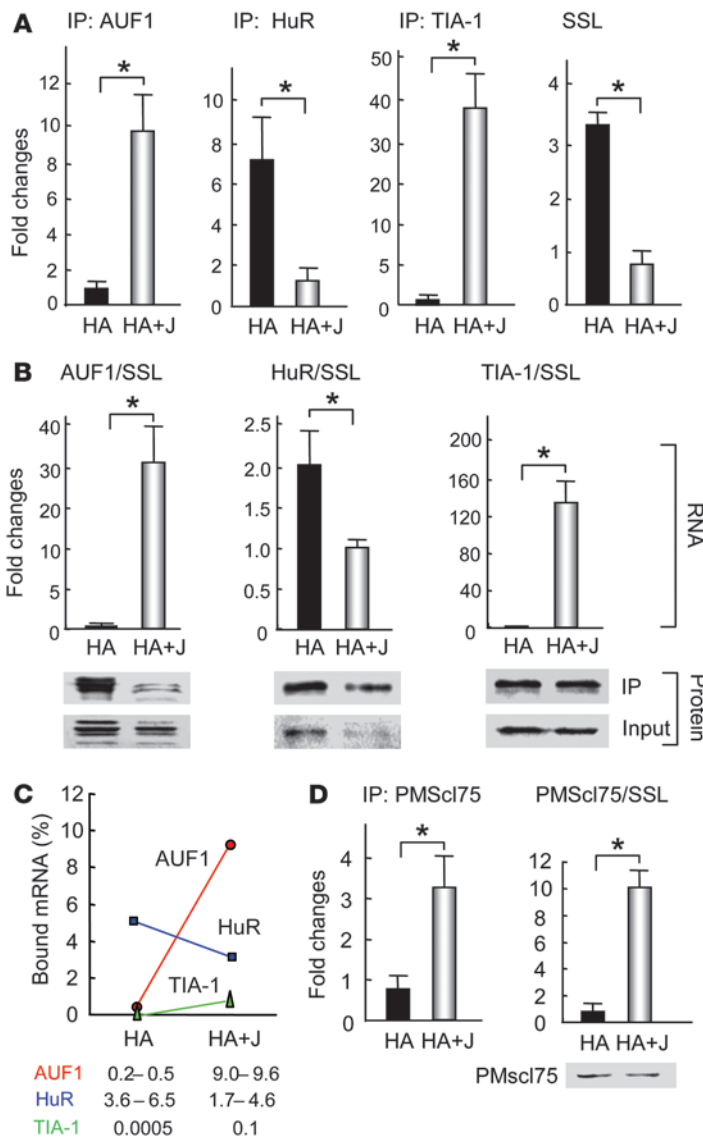 A
IP: AUF1 IP: HuR IP: TIA-1 SSL
Fold changes
12
10
8
6
4
2
0
*
HA HA+J
10
8
6
4
2
0
*
HA HA+J
50
40
30
20
10
5
0
*
HA HA+J
4
3
2
1
0
*
HA HA+J
B
AUF1/SSL HuR/SSL TIA-1/SSL
Fold changes
40
30
20
10
5
0
*
HA HA+J
2.5
2.0
1.5
1.0
0.5
0
*
HA HA+J
200
160
120
80
40
0
*
HA HA+J
RNA
IP
Input
Protein
C
Bound mRNA (%)
12
10
8
6
4
2
0
AUF1
HuR
TIA-1
HA HA+J
AUF1 0.2–0.5 9.0–9.6
HuR 3.6–6.5 1.7–4.6
TIA-1 0.0005 0.1
D
IP: PMScl75 PMScl75/SSL
Fold changes
4
3
2
1
0
*
HA HA+J
12
10
8
6
4
2
0
*
HA HA+J
PMscl75